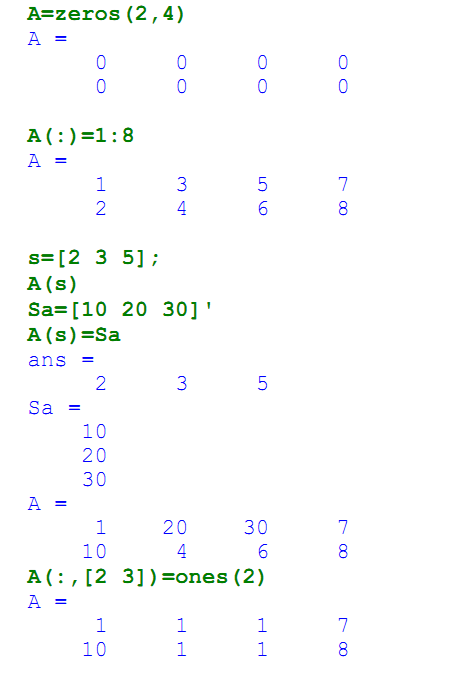 A=zeros(2,4)
A =
0 0 0 0
0 0 0 0
A(:)=1:8
A =
1 3 5 7
2 4 6 8
s=[2 3 5];
A(s)
Sa=[10 20 30]'
A(s)=Sa
ans =
2 3 5
Sa =
10
20
30
A =
1 20 30 7
10 4 6 8
A(:,[2 3])=ones(2)
A =
1 1 1 7
10 1 1 8